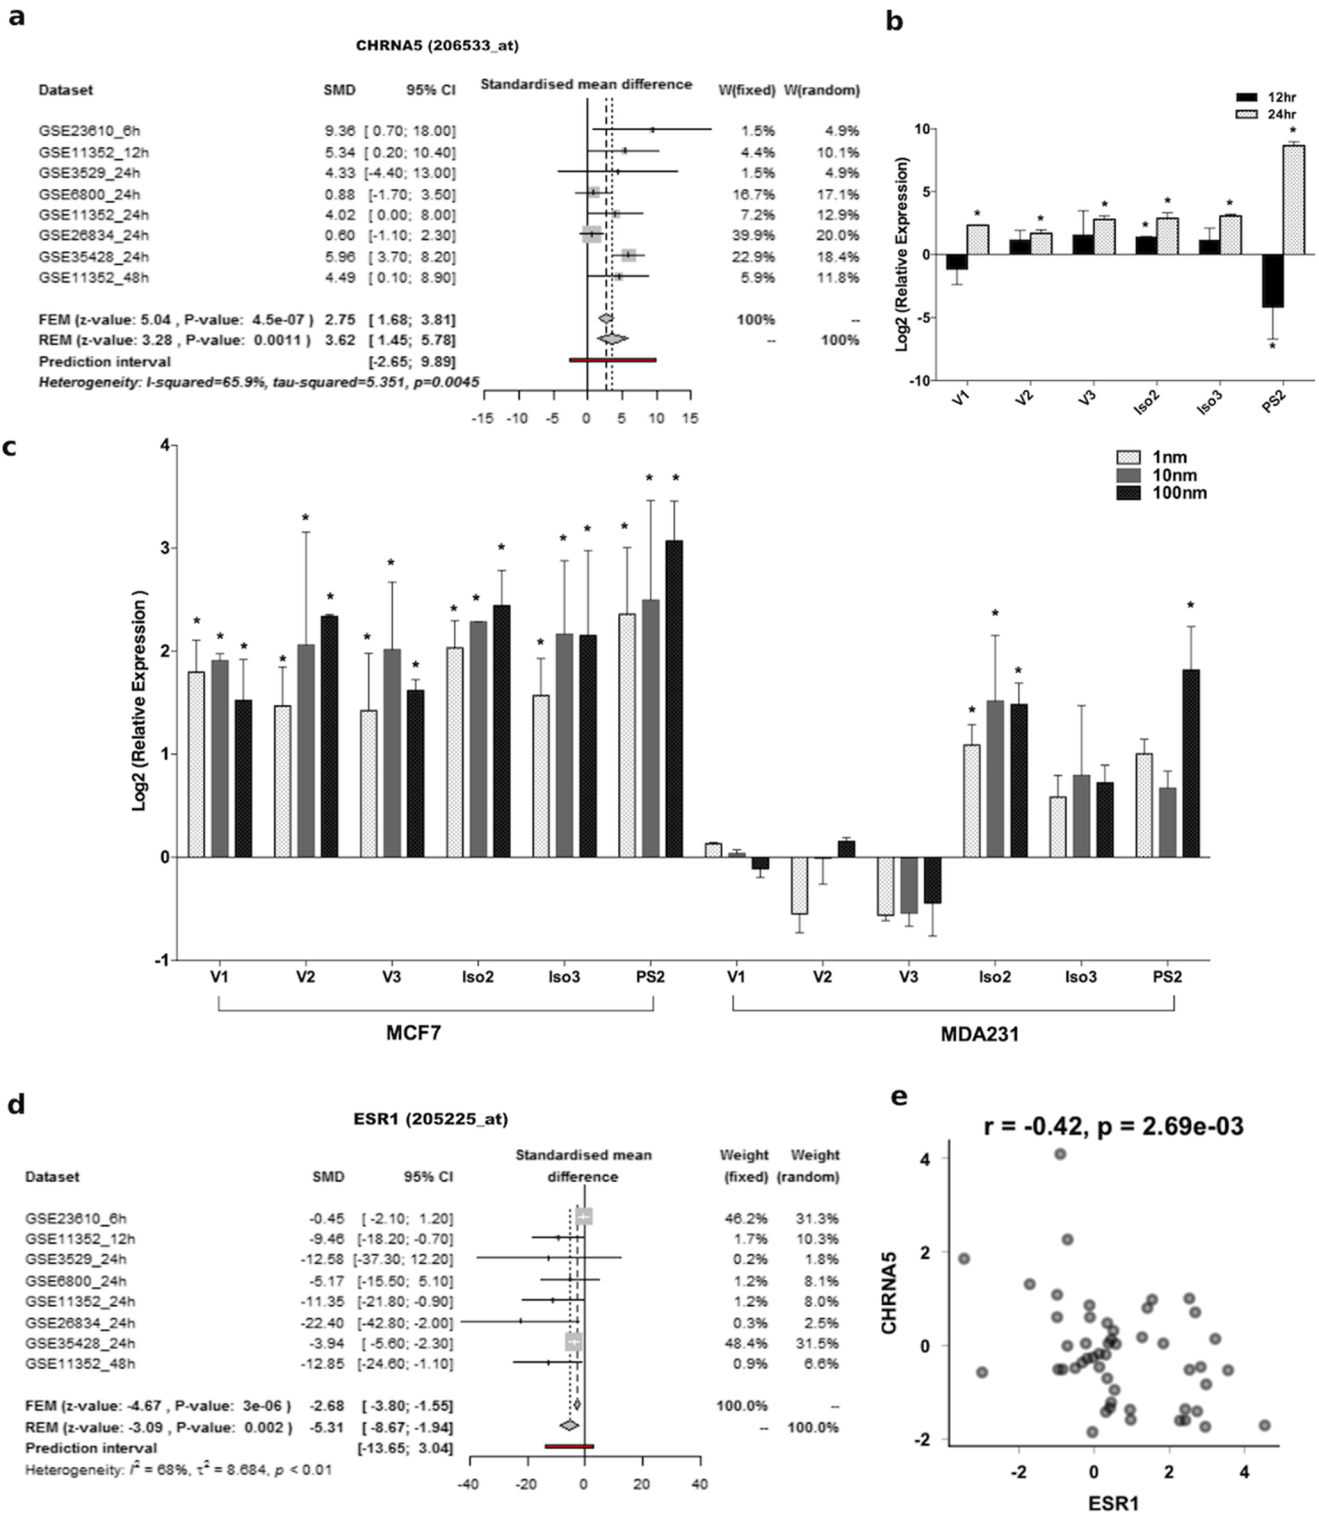 a
CHRNA5 (206533_at)
Dataset SMD 95% CI Standardised mean difference W(fixed) W(random)
GSE23610_6h 9.36 [ 0.70; 18.00] 1.5% 4.9%
GSE11352_12h 5.34 [ 0.20; 10.40] 4.4% 10.1%
GSE3529_24h 4.33 [-4.40; 13.00] 1.5% 4.9%
GSE6800_24h 0.88 [-1.70; 3.50] 16.7% 17.1%
GSE11352_24h 4.02 [ 0.00; 8.00] 7.2% 12.9%
GSE26834_24h 0.60 [-1.10; 2.30] 39.9% 20.0%
GSE35428_24h 5.96 [ 3.70; 8.20] 22.9% 18.4%
GSE11352_48h 4.49 [ 0.10; 8.90] 5.9% 11.8%
FEM (z-value: 5.04 , P-value: 4.5e-07 ) 2.75 [ 1.68; 3.81] 100% --
REM (z-value: 3.28 , P-value: 0.0011 ) 3.62 [ 1.45; 5.78] -- 100%
Prediction interval [-2.65; 9.89]
Heterogeneity: I-squared=65.9%, tau-squared=5.351, p=0.0045
-15 -10 -5 0 5 10 15
b
12hr
24hr
Log2 (Relative Expression)
10
5
0
-5
-10
* * * * * * * *
V1 V2 V3 Iso2 Iso3 PS2
c
1nm
10nm
100nm
Log2 (Relative Expression )
4
3
2
1
0
-1
* * * * * * * * * * * * * * * * * * * * * *
V1 V2 V3 Iso2 Iso3 PS2 V1 V2 V3 Iso2 Iso3 PS2
MCF7 MDA231
d
ESR1 (205225_at)
Standardised mean Weight Weight
Dataset SMD 95% CI difference (fixed) (random)
GSE23610_6h -0.45 [ -2.10; 1.20] 46.2% 31.3%
GSE11352_12h -9.46 [-18.20; -0.70] 1.7% 10.3%
GSE3529_24h -12.58 [-37.30; 12.20] 0.2% 1.8%
GSE6800_24h -5.17 [-15.50; 5.10] 1.2% 8.1%
GSE11352_24h -11.35 [-21.80; -0.90] 1.2% 8.0%
GSE26834_24h -22.40 [-42.80; -2.00] 0.3% 2.5%
GSE35428_24h -3.94 [ -5.60; -2.30] 48.4% 31.5%
GSE11352_48h -12.85 [-24.60; -1.10] 0.9% 6.6%
FEM (z-value: -4.67 , P-value: 3e-06 ) -2.68 [ -3.80; -1.55] 100.0% --
REM (z-value: -3.09 , P-value: 0.002 ) -5.31 [ -8.67; -1.94] -- 100.0%
Prediction interval [-13.65; 3.04]
Heterogeneity: I² = 68%, τ² = 8.684, p < 0.01
-40 -20 0 20 40
e
r = -0.42, p = 2.69e-03
CHRNA5
4
2
0
-2
-2 0 2 4
ESR1